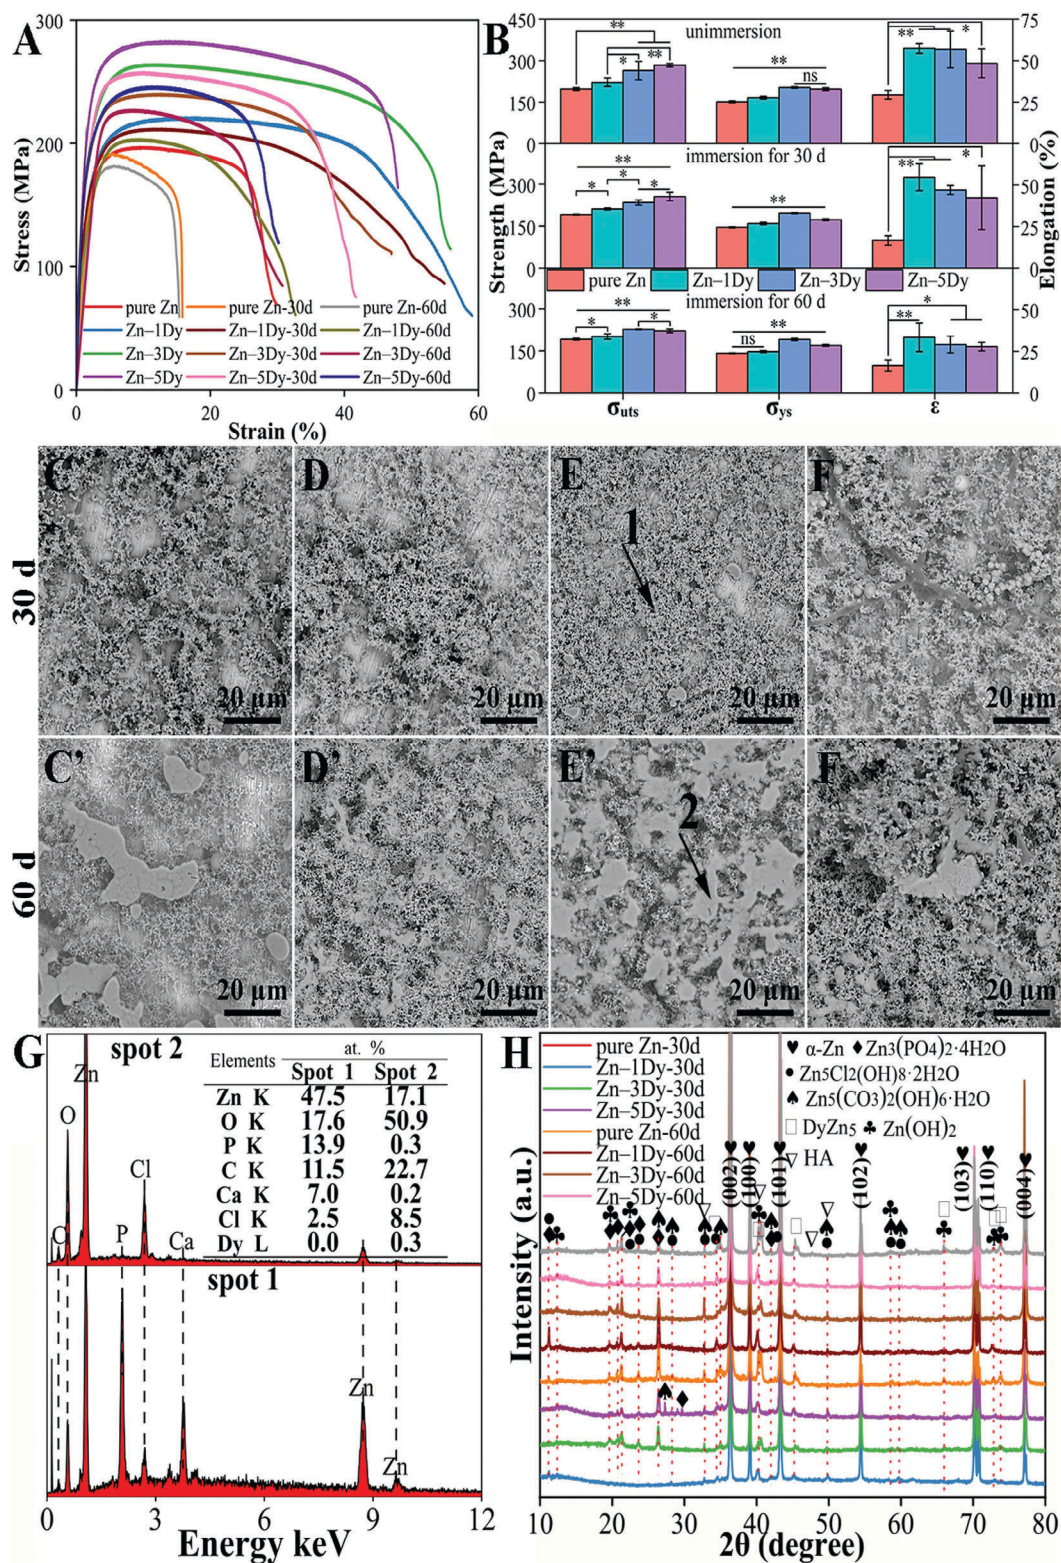 A
Stress (MPa)
300
200
100
0
0
20
40
60
Strain (%)
pure Zn
pure Zn-30d
pure Zn-60d
Zn–1Dy
Zn–1Dy-30d
Zn–1Dy-60d
Zn–3Dy
Zn–3Dy-30d
Zn–3Dy-60d
Zn–5Dy
Zn–5Dy-30d
Zn–5Dy-60d
B
Strength (MPa)
Elongation (%)
450
300
150
0
75
50
25
0
unimmersion
**
*
**
**
ns
**
*
300
150
0
50
25
0
immersion for 30 d
**
*
*
*
**
**
*
pure Zn
Zn–1Dy
Zn–3Dy
Zn–5Dy
300
150
0
50
25
0
immersion for 60 d
**
*
*
**
ns
*
**
σuts
σys
ε
30 d
C
20 μm
D
20 μm
E
1
20 μm
F
20 μm
60 d
C'
20 μm
D'
20 μm
E'
2
20 μm
F'
20 μm
G
spot 2
C
O
Zn
P
Cl
Ca
Elements
at. %
Spot 1 Spot 2
Zn K 47.5 17.1
O K 17.6 50.9
P K 13.9 0.3
C K 11.5 22.7
Ca K 7.0 0.2
Cl K 2.5 8.5
Dy L 0.0 0.3
spot 1
Zn
Zn
0
3
6
9
12
Energy keV
H
Intensity (a.u.)
pure Zn-30d
Zn–1Dy-30d
Zn–3Dy-30d
Zn–5Dy-30d
pure Zn-60d
Zn–1Dy-60d
Zn–3Dy-60d
Zn–5Dy-60d
♥ α-Zn ♦ Zn3(PO4)2·4H2O
● Zn5Cl2(OH)8·2H2O
♠ Zn5(CO3)2(OH)6·H2O
□ DyZn5 ♣ Zn(OH)2
▽ HA
(002)
(100)
(101)
(102)
(103)
(110)
(004)
10
20
30
40
50
60
70
80
2θ (degree)